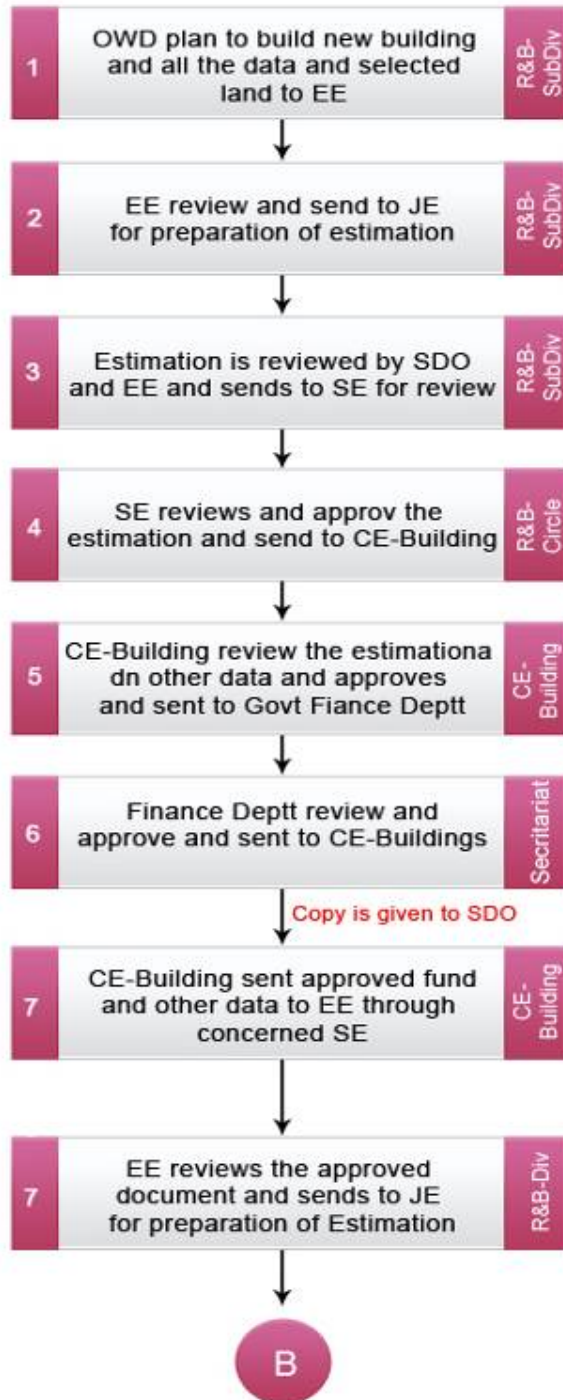 1
OWD plan to build new building
and all the data and selected
land to EE
R&B-
SubDiv
2
EE review and send to JE
for preparation of estimation
R&B-
SubDiv
3
Estimation is reviewed by SDO
and EE and sends to SE for review
R&B-
SubDiv
4
SE reviews and approv the
estimation and send to CE-Building
R&B-
Circle
5
CE-Building review the estimationa
dn other data and approves
and sent to Govt Fiance Deptt
CE-
Building
6
Finance Deptt review and
approve and sent to CE-Buildings
Secritariat
Copy is given to SDO
7
CE-Building sent approved fund
and other data to EE through
concerned SE
CE-
Building
7
EE reviews the approved
document and sends to JE
for preparation of Estimation
R&B-Div
B